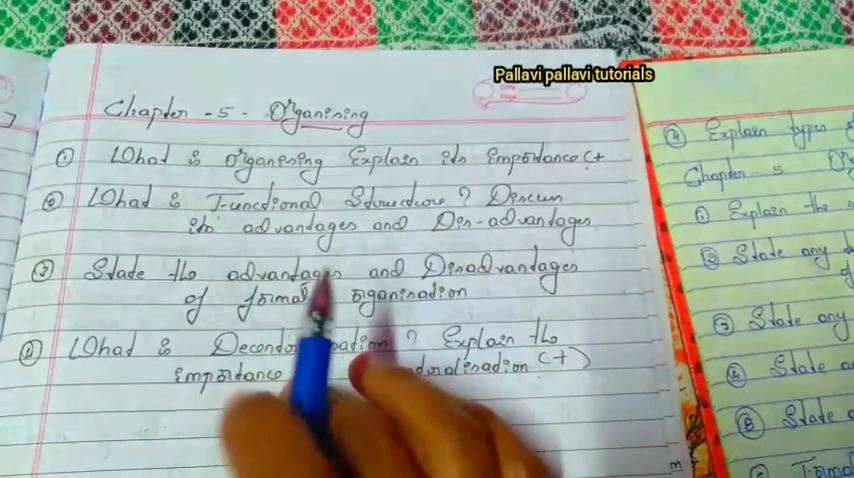 Pallavi pallavi tutorials
Chapter - 5 - Organising
① What is Organising Explain its Importance (+
② What is Functional Structure ? Discuss
its advantages and Dis-advantages
③ State the advantages and Disadvantages
of formal organisation
④ What is ? Explain the
importance (+)
④ Explain types
Chapter - 5
① Explain the
② State any
③ State any
④ State
⑤ State